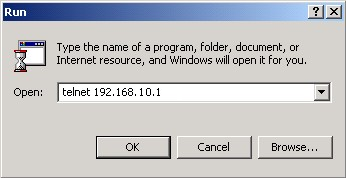 Run
Type the name of a program, folder, document, or
Internet resource, and Windows will open it for you.
Open: telnet 192.168.10.1
OK Cancel Browse...